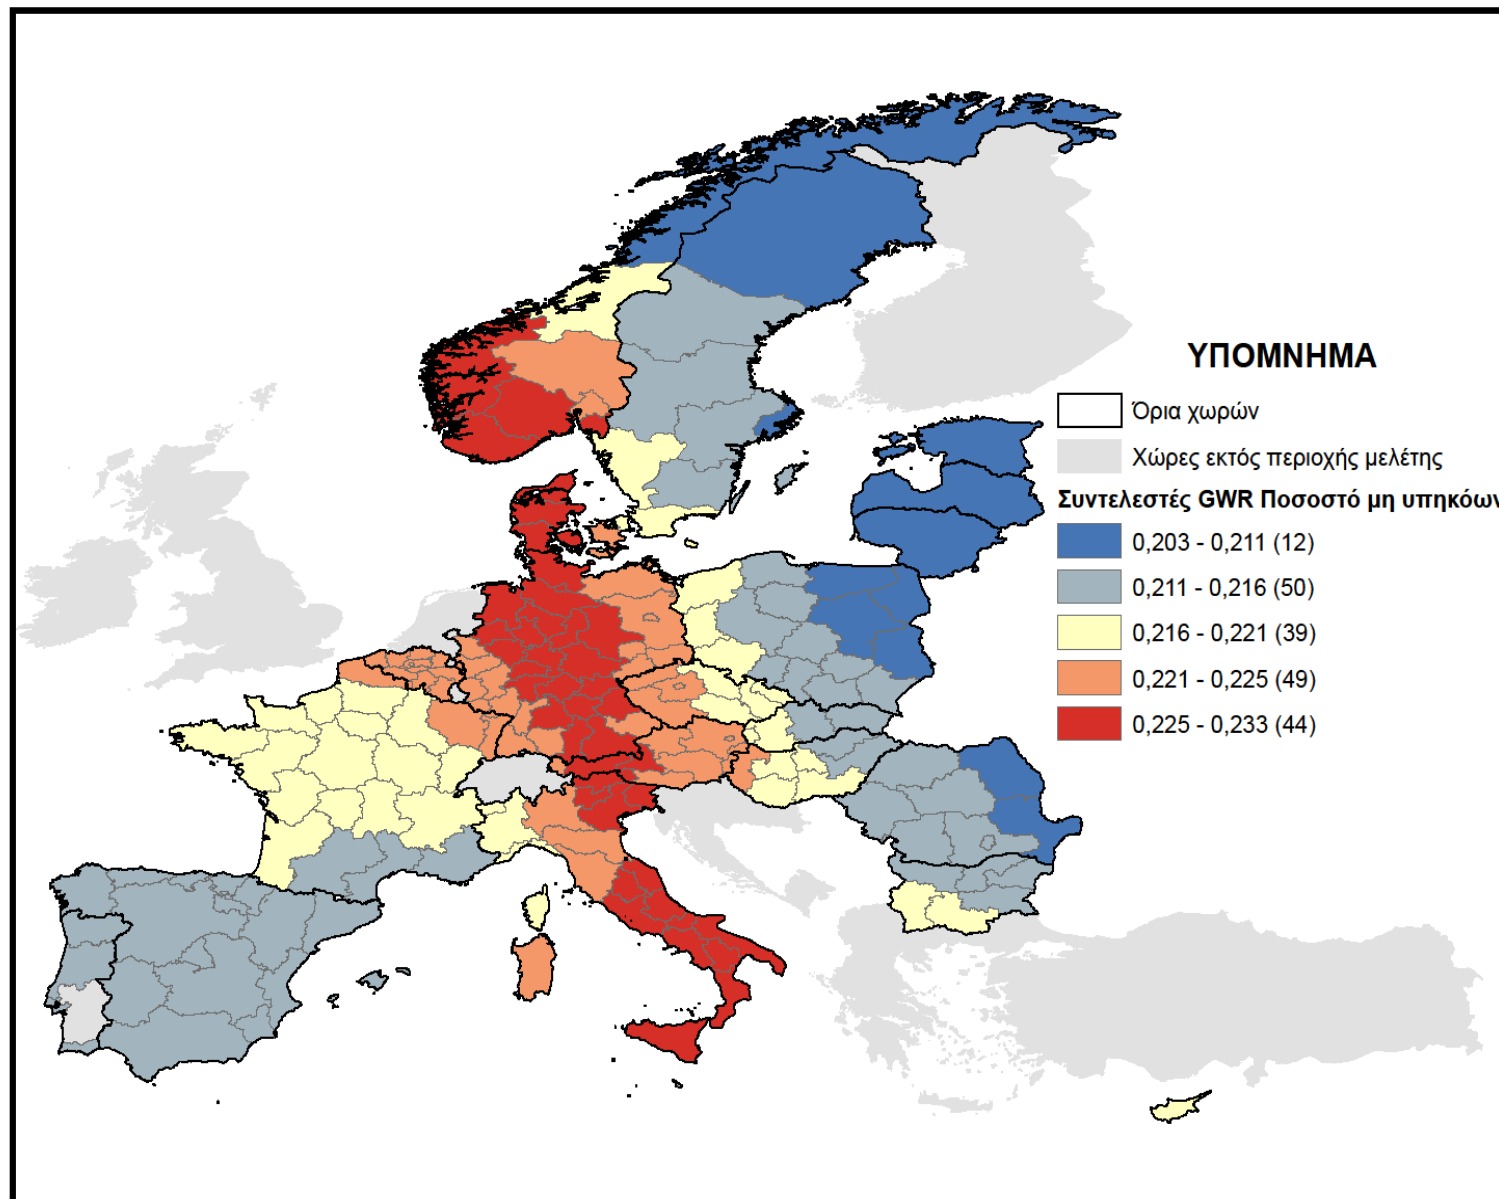 ΥΠΟΜΝΗΜΑ
Όρια χωρών
Χώρες εκτός περιοχής μελέτης
Συντελεστές GWR Ποσοστό μη υπηκόων
0,203 - 0,211 (12)
0,211 - 0,216 (50)
0,216 - 0,221 (39)
0,221 - 0,225 (49)
0,225 - 0,233 (44)